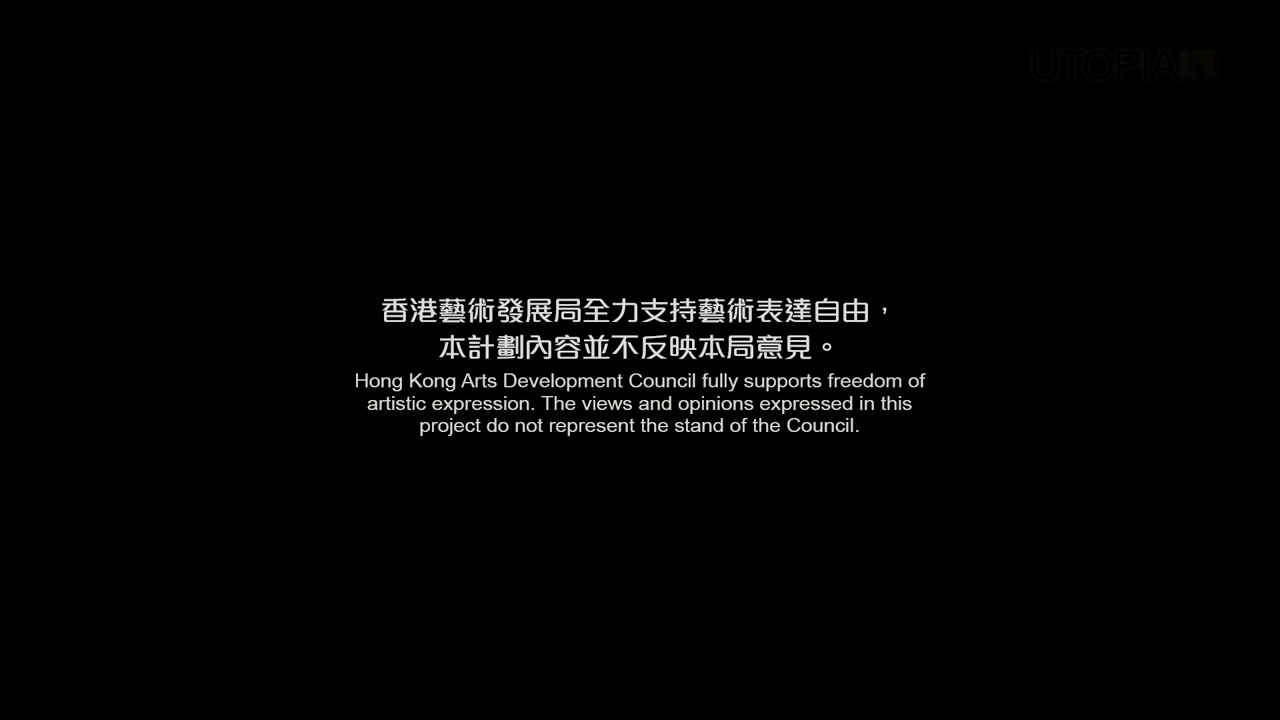 UTOPIA
香港藝術發展局全力支持藝術表達自由，
本計劃內容並不反映本局意見。
Hong Kong Arts Development Council fully supports freedom of
artistic expression. The views and opinions expressed in this
project do not represent the stand of the Council.